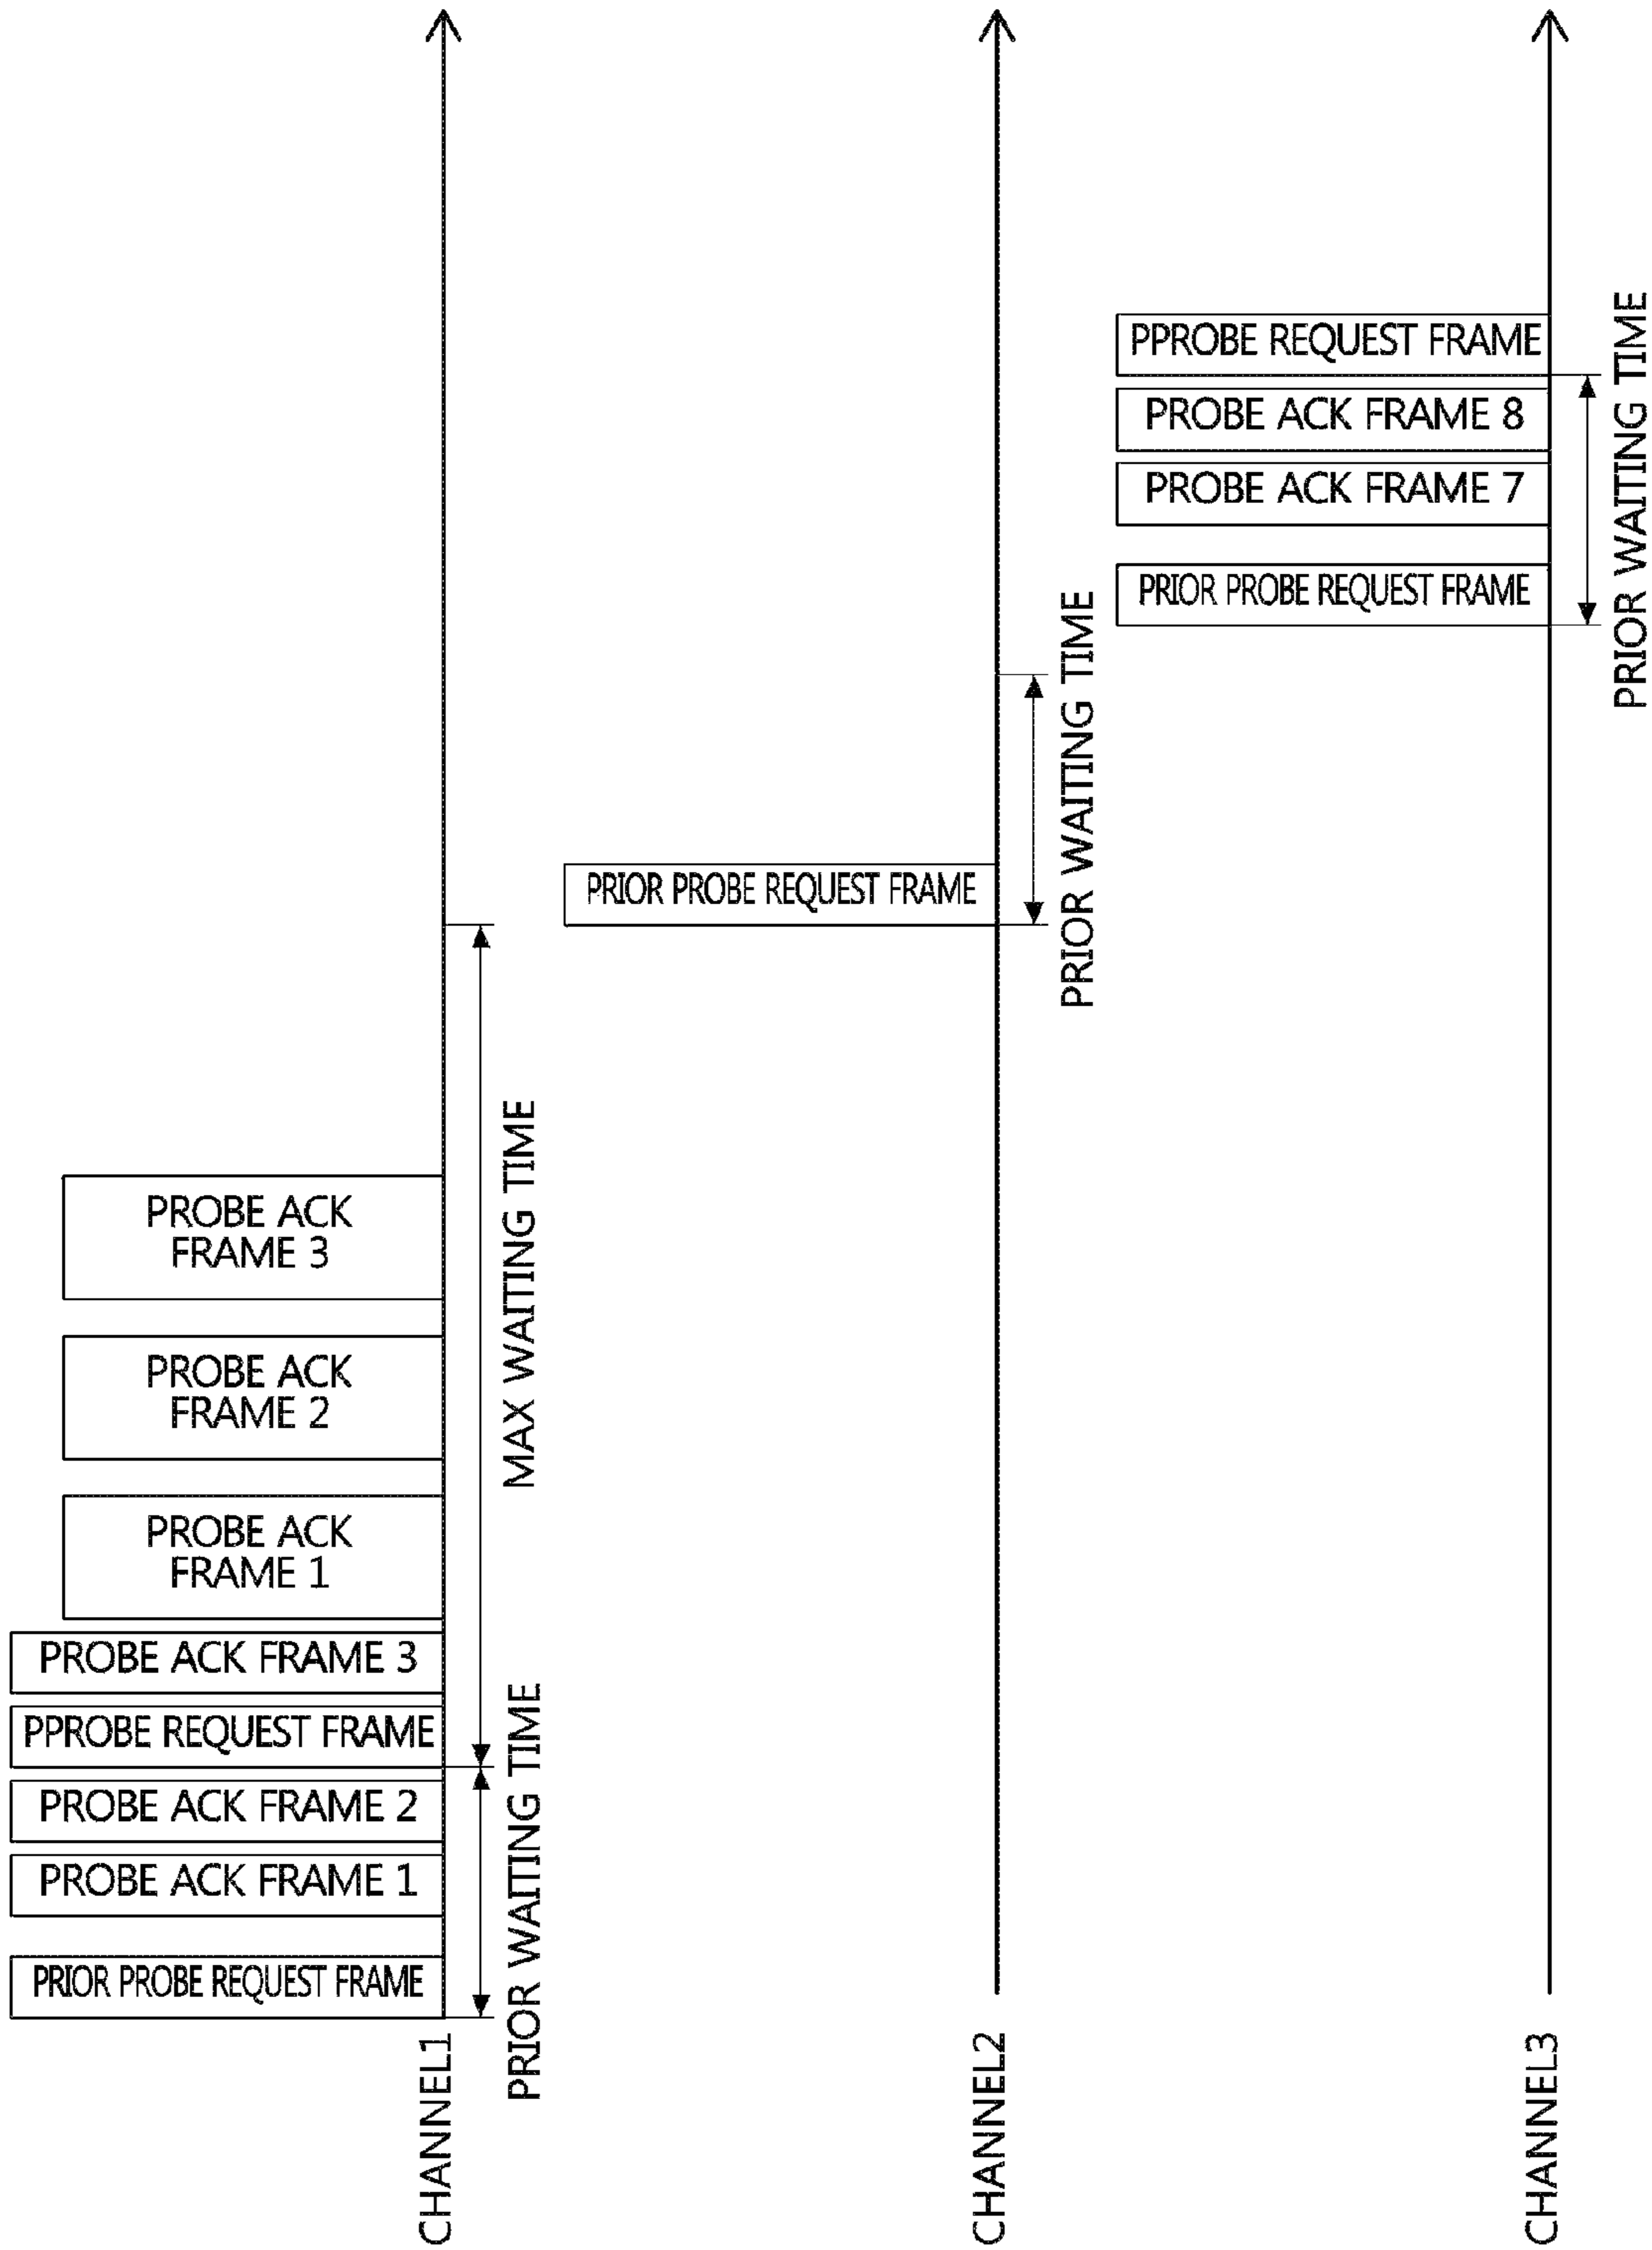 PPROBE REQUEST FRAME
PROBE ACK FRAME 8
PROBE ACK FRAME 7
PRIOR PROBE REQUEST FRAME
PRIOR WAITING TIME
PRIOR WAITING TIME
PRIOR PROBE REQUEST FRAME
PROBE ACK
FRAME 3
PROBE ACK
FRAME 2
PROBE ACK
FRAME 1
MAX WAITING TIME
PROBE ACK FRAME 3
PPROBE REQUEST FRAME
PROBE ACK FRAME 2
PROBE ACK FRAME 1
PRIOR PROBE REQUEST FRAME
PRIOR WAITING TIME
CHANNEL1
CHANNEL2
CHANNEL3